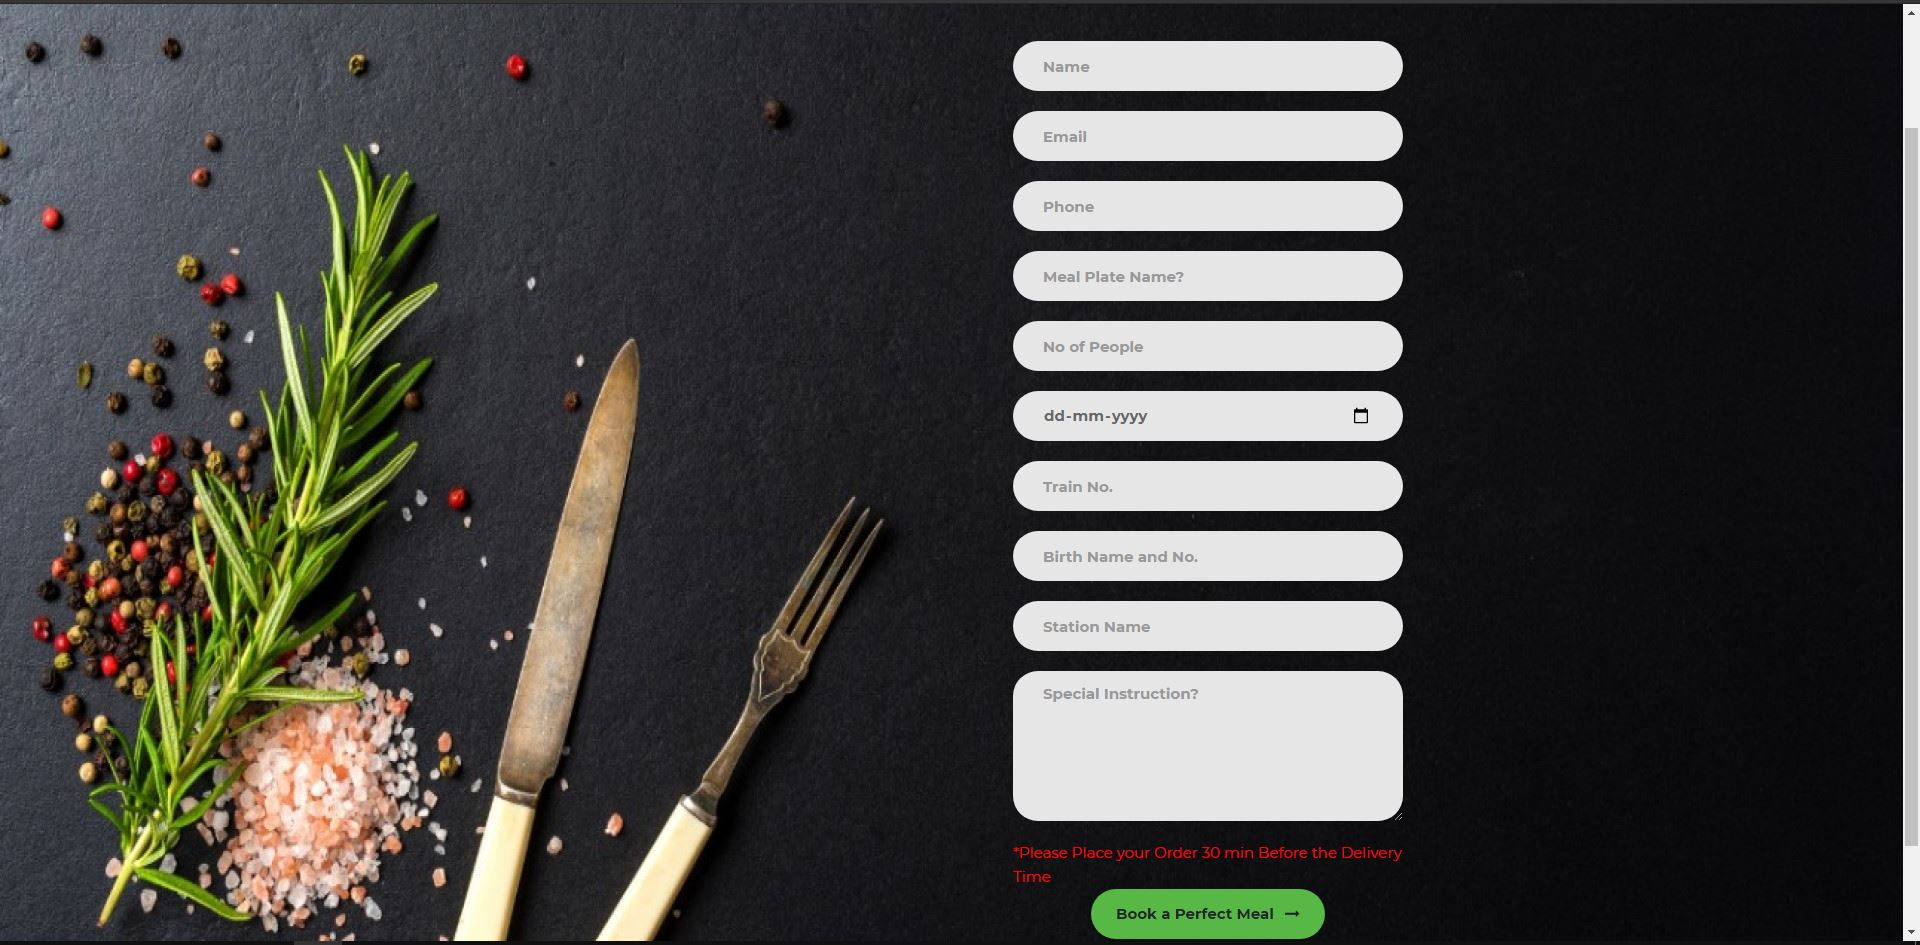 Name
Email
Phone
Meal Plate Name?
No of People
dd-mm-yyyy
Train No.
Birth Name and No.
Station Name
Special Instruction?
*Please Place your Order 30 min Before the Delivery
Time
Book a Perfect Meal →